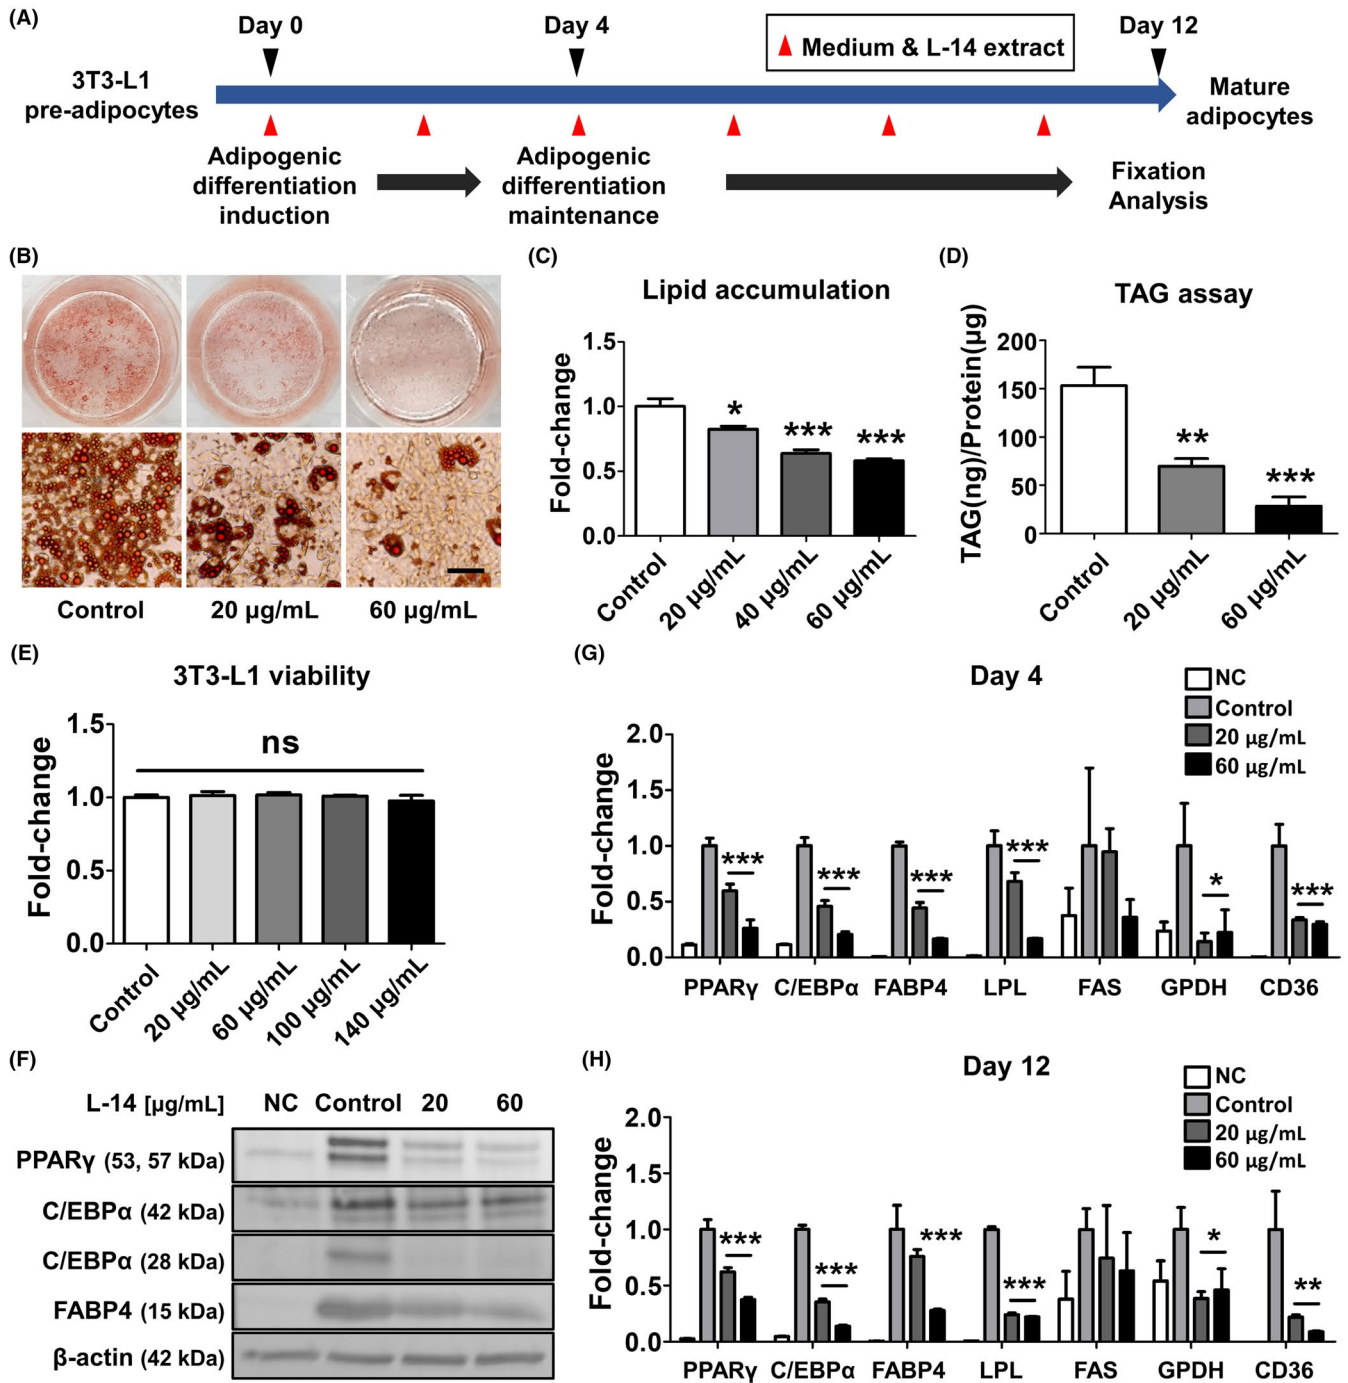 (A)
Day 0
Day 4
Medium & L-14 extract
Day 12
3T3-L1
pre-adipocytes
Mature
adipocytes
Adipogenic
differentiation
induction
Adipogenic
differentiation
maintenance
Fixation
Analysis
(B)
Control
20 µg/mL
60 µg/mL
(C)
Lipid accumulation
Fold-change
1.5
1.0
0.5
0.0
*
***
***
Control
20 µg/mL
40 µg/mL
60 µg/mL
(D)
TAG assay
TAG(ng)/Protein(µg)
200
150
100
50
0
**
***
Control
20 µg/mL
60 µg/mL
(E)
3T3-L1 viability
Fold-change
1.5
1.0
0.5
0.0
ns
Control
20 µg/mL
60 µg/mL
100 µg/mL
140 µg/mL
(F)
L-14 [µg/mL] NC Control 20 60
PPARγ (53, 57 kDa)
C/EBPα (42 kDa)
C/EBPα (28 kDa)
FABP4 (15 kDa)
β-actin (42 kDa)
(G)
Day 4
NC
Control
20 µg/mL
60 µg/mL
Fold-change
2.0
1.5
1.0
0.5
0.0
***
***
***
***
*
***
PPARγ C/EBPα FABP4 LPL FAS GPDH CD36
(H)
Day 12
NC
Control
20 µg/mL
60 µg/mL
Fold-change
2.0
1.5
1.0
0.5
0.0
***
***
***
***
*
**
PPARγ C/EBPα FABP4 LPL FAS GPDH CD36